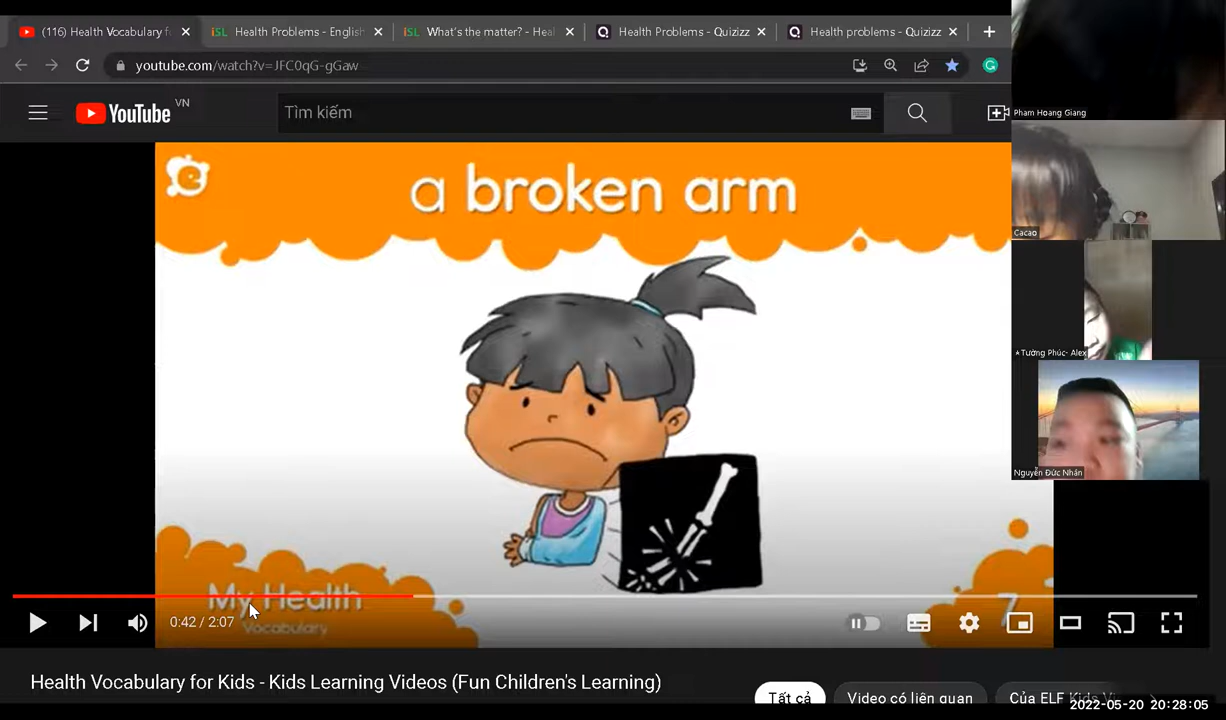 (116) Health Vocabulary f
iSL Health Problems - English
iSL What's the matter? - Heal
Health Problems - Quizizz
Health problems - Quizizz
youtube.com/watch?v=JFC0qG-gGaw
YouTube VN
Tìm kiếm
Pham Hoang Giang
a broken arm
Cacao
★Tường Phúc- Alex
Nguyễn Đức Nhân
My Health
Vocabulary
7
0:42 / 2:07
Health Vocabulary for Kids - Kids Learning Videos (Fun Children's Learning)
Tất cả
Video có liên quan
Của ELF Kids Vi
2022-05-20 20:28:05